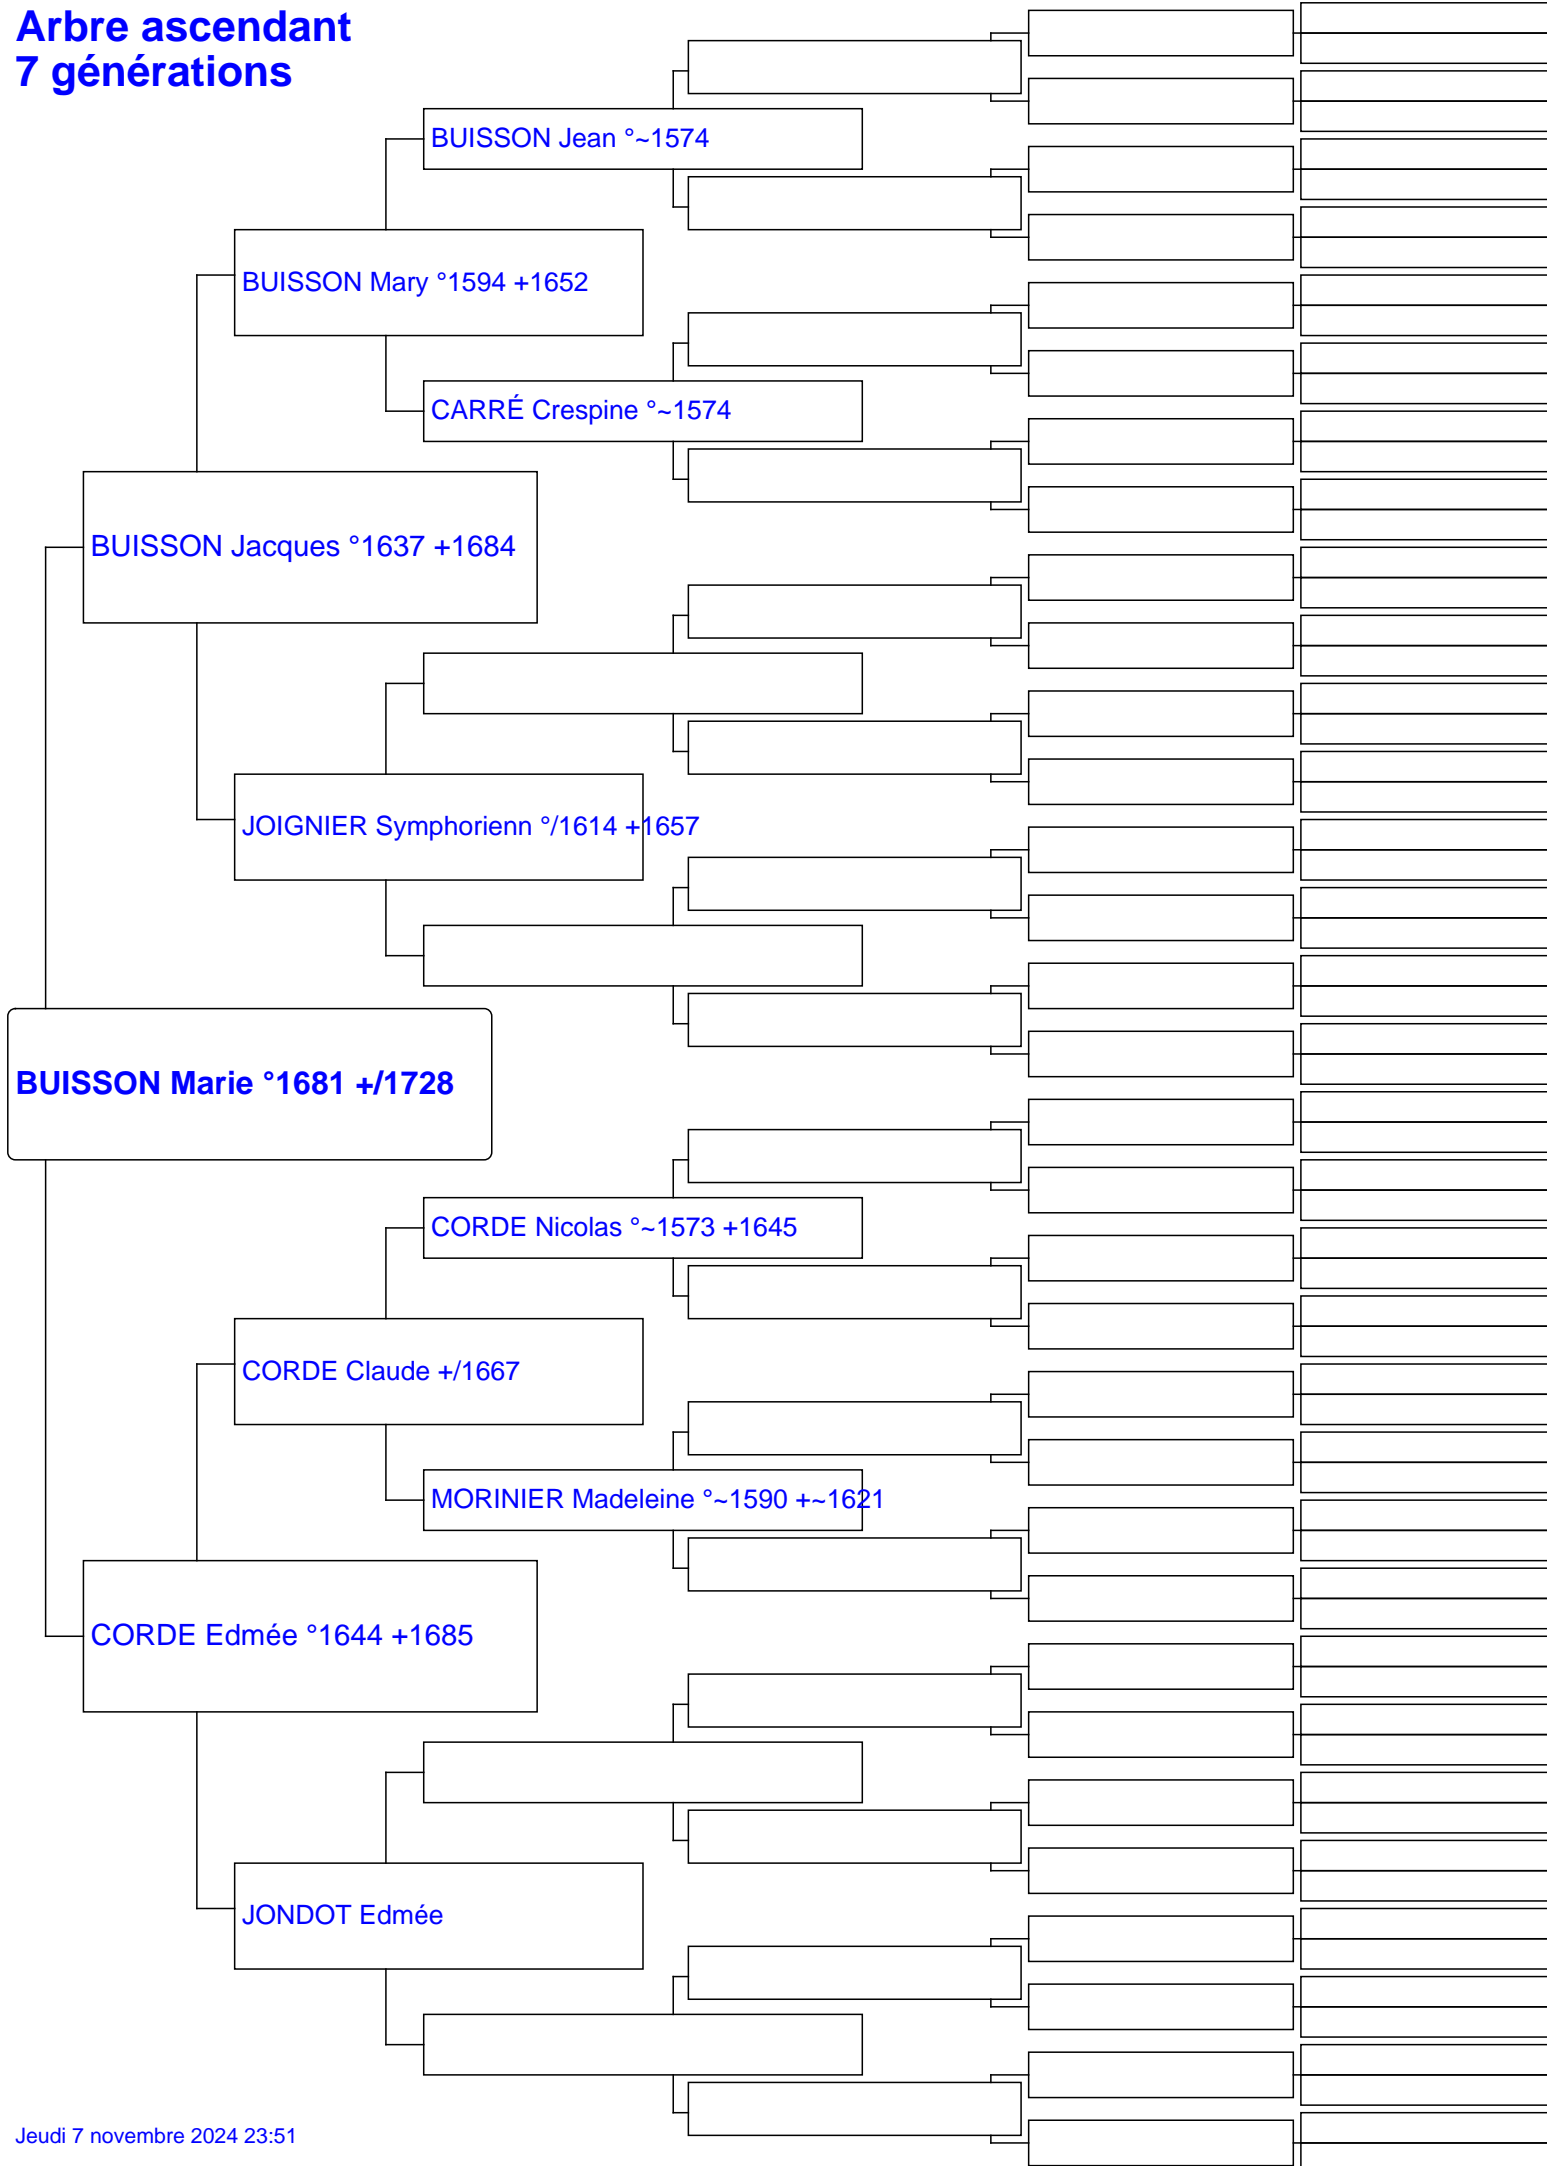 Arbre ascendant
7 générations
BUISSON Jean °~1574
BUISSON Mary °1594 +1652
CARRÉ Crespine °~1574
BUISSON Jacques °1637 +1684
JOIGNIER Symphorienn °/1614 +1657
BUISSON Marie °1681 +/1728
CORDE Nicolas °~1573 +1645
CORDE Claude +/1667
MORINIER Madeleine °~1590 +~1621
CORDE Edmée °1644 +1685
JONDOT Edmée
Jeudi 7 novembre 2024 23:51